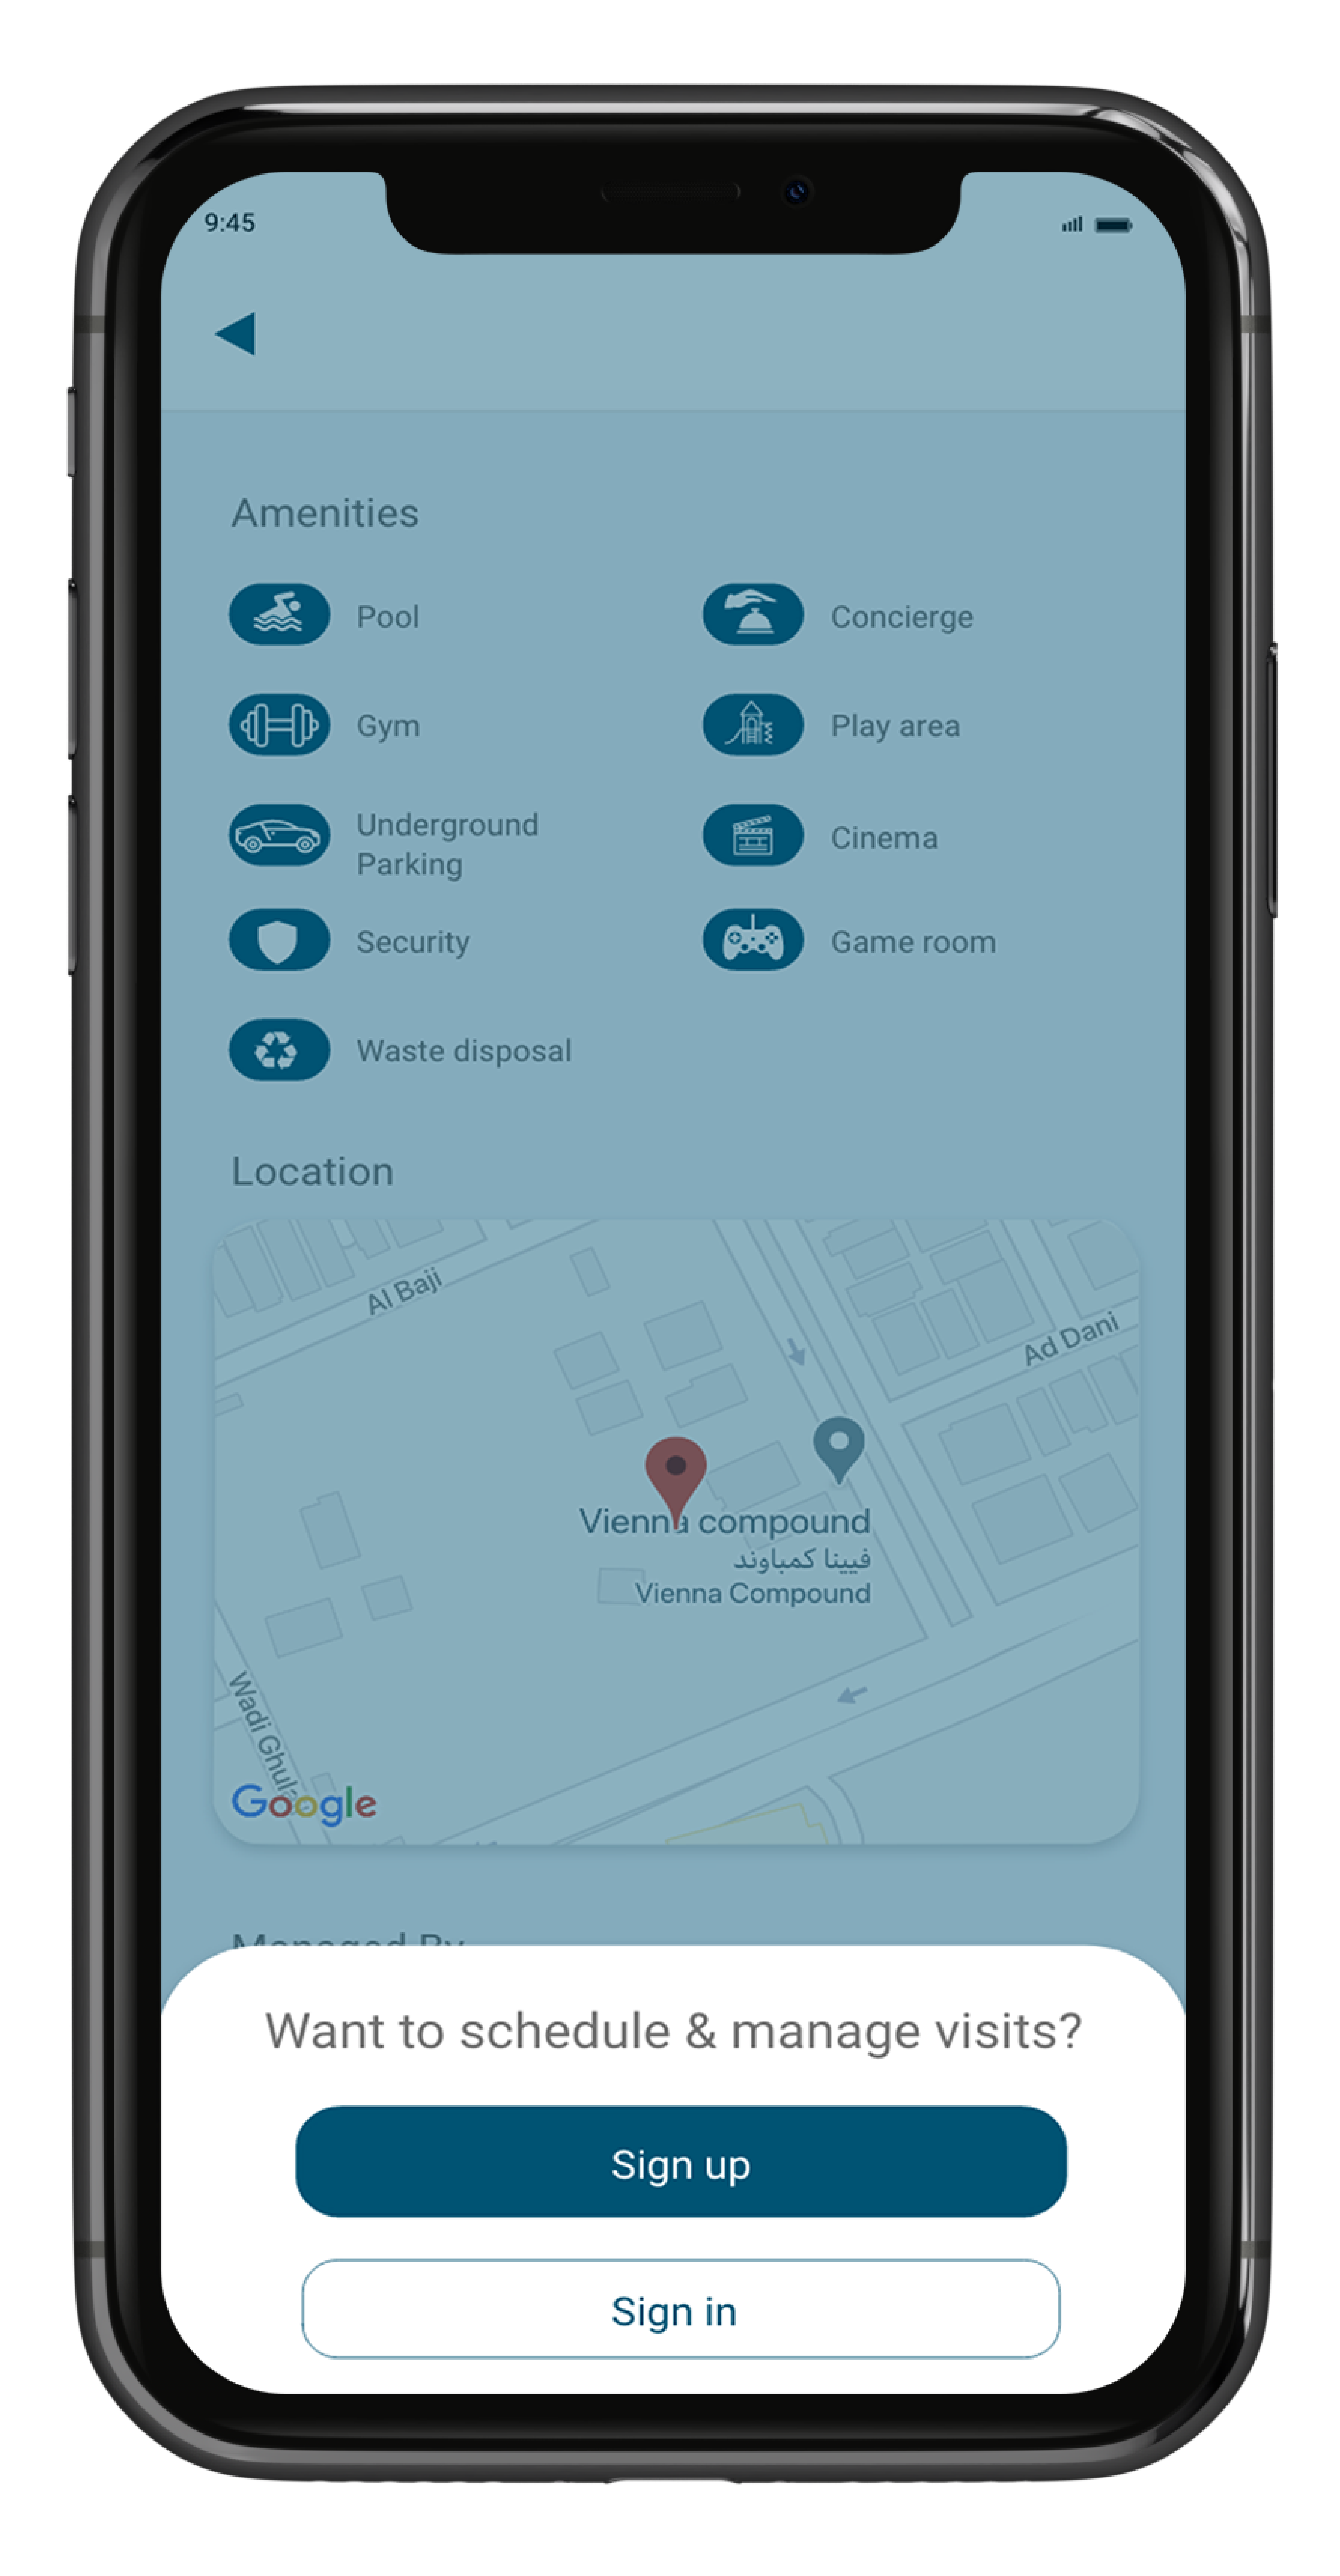 9:45
Amenities
Pool
Concierge
Gym
Play area
Underground
Parking
Cinema
Security
Game room
Waste disposal
Location
Al Baji
Ad Dani
Vienna compound
فيينا كمباوند
Vienna Compound
Wadi
Google
Managed By
Want to schedule & manage visits?
Sign up
Sign in